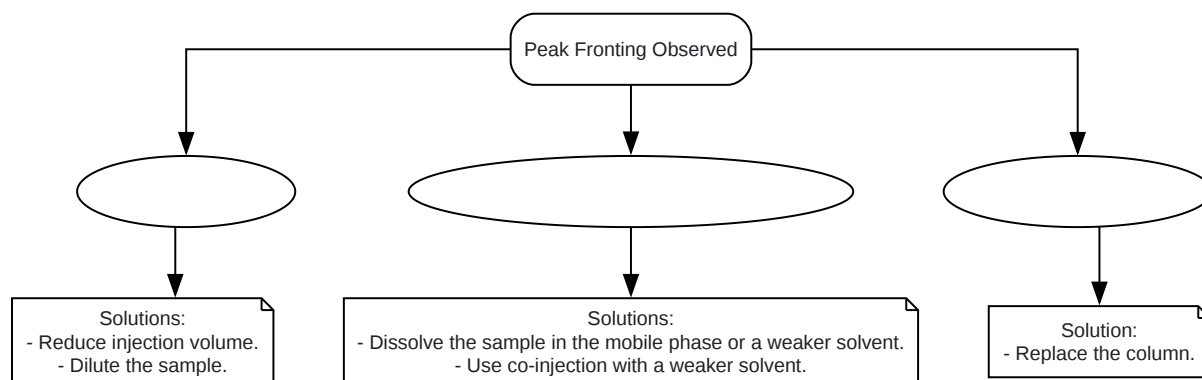 Peak Fronting Observed
Solutions:
- Reduce injection volume.
- Dilute the sample.
Solutions:
- Dissolve the sample in the mobile phase or a weaker solvent.
- Use co-injection with a weaker solvent.
Solution:
- Replace the column.